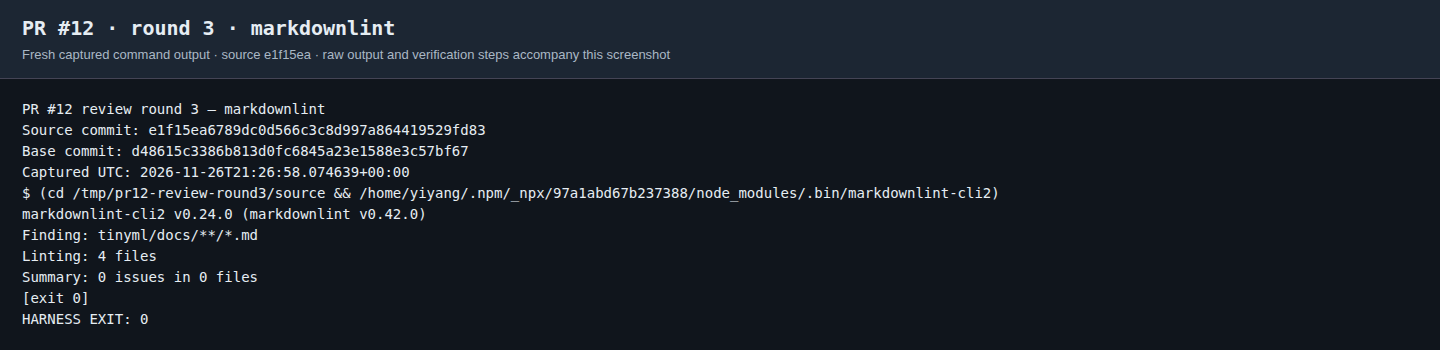 PR #12 · round 3 · markdownlint
Fresh captured command output · source e1f15ea · raw output and verification steps accompany this screenshot
PR #12 review round 3 — markdownlint
Source commit: e1f15ea6789dc0d566c3c8d997a864419529fd83
Base commit: d48615c3386b813d0fc6845a23e1588e3c57bf67
Captured UTC: 2026-11-26T21:26:58.074639+00:00
$ (cd /tmp/pr12-review-round3/source && /home/yiyang/.npm/_npx/97a1abd67b237388/node_modules/.bin/markdownlint-cli2)
markdownlint-cli2 v0.24.0 (markdownlint v0.42.0)
Finding: tinyml/docs/**/*.md
Linting: 4 files
Summary: 0 issues in 0 files
[exit 0]
HARNESS EXIT: 0